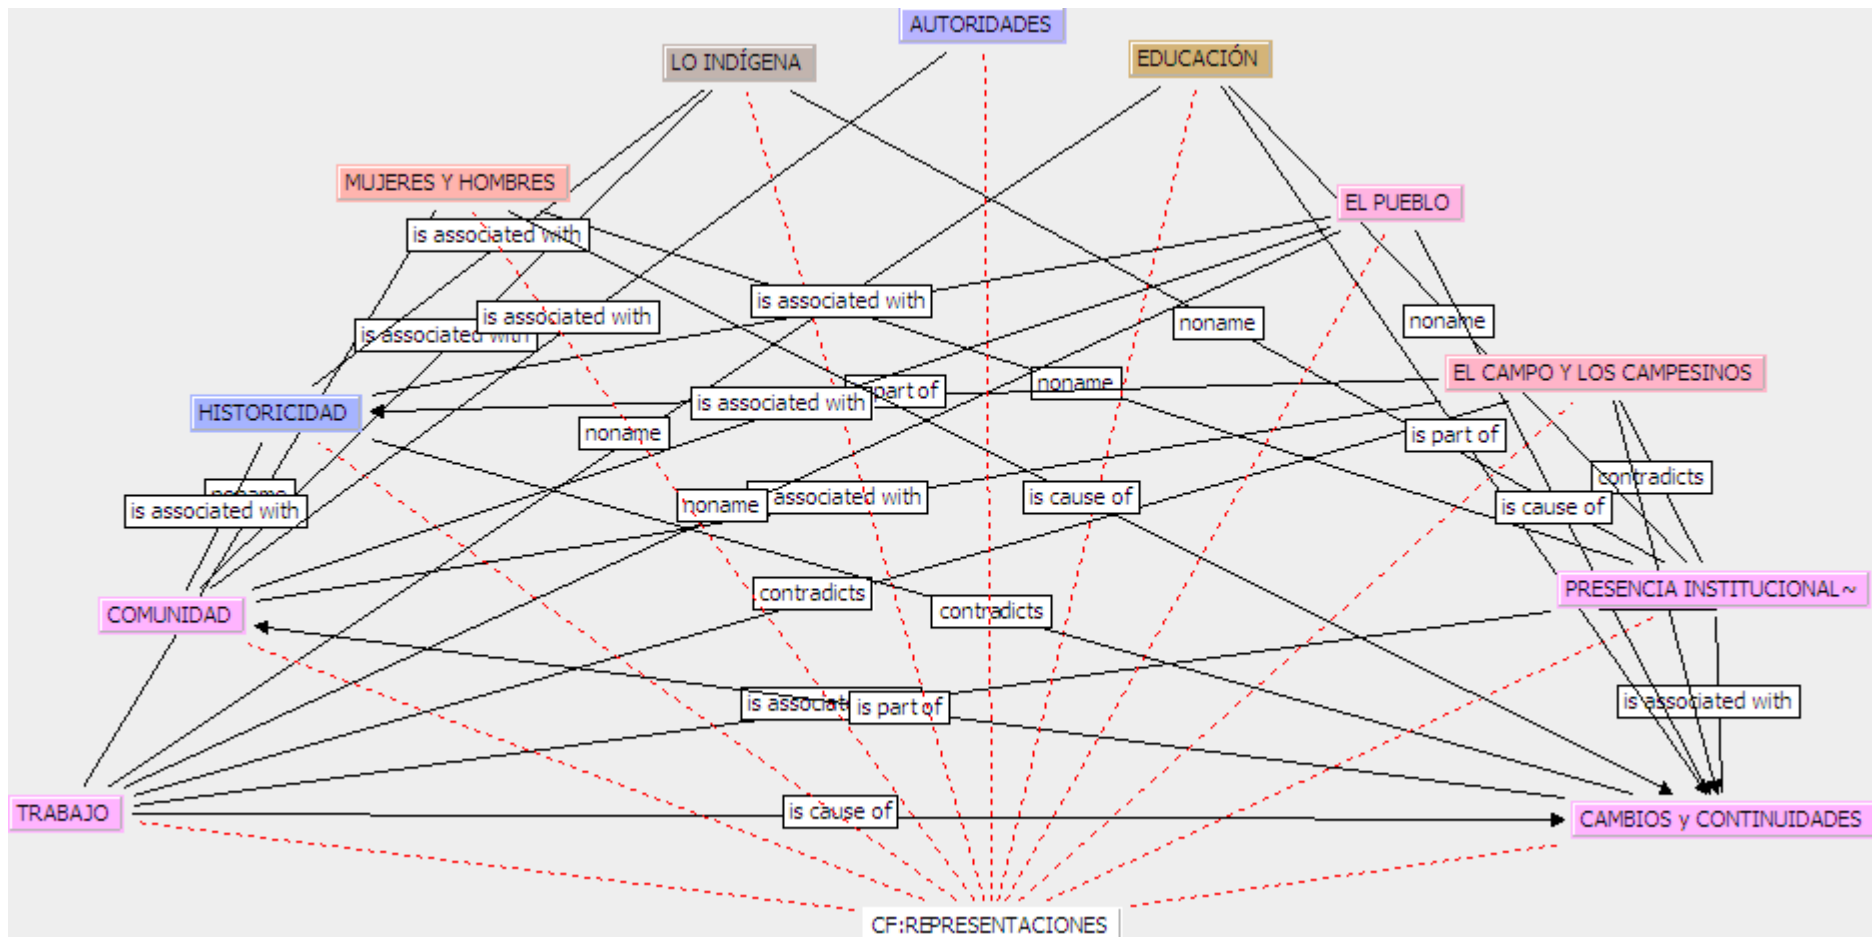 AUTORIDADES
LO INDÍGENA
EDUCACIÓN
MUJERES Y HOMBRES
EL PUEBLO
is associated with
is associated with
noname
noname
is associated with
is associated with
EL CAMPO Y LOS CAMPESINOS
noname
part of
is associated with
HISTORICIDAD
noname
is part of
contradicts
noname
is associated with
associated with
noname
is cause of
is cause of
PRESENCIA INSTITUCIONAL~
contradicts
COMUNIDAD
contradicts
is associated with
is associat
is part of
TRABAJO
is cause of
CAMBIOS y CONTINUIDADES
CF:REPRESENTACIONES